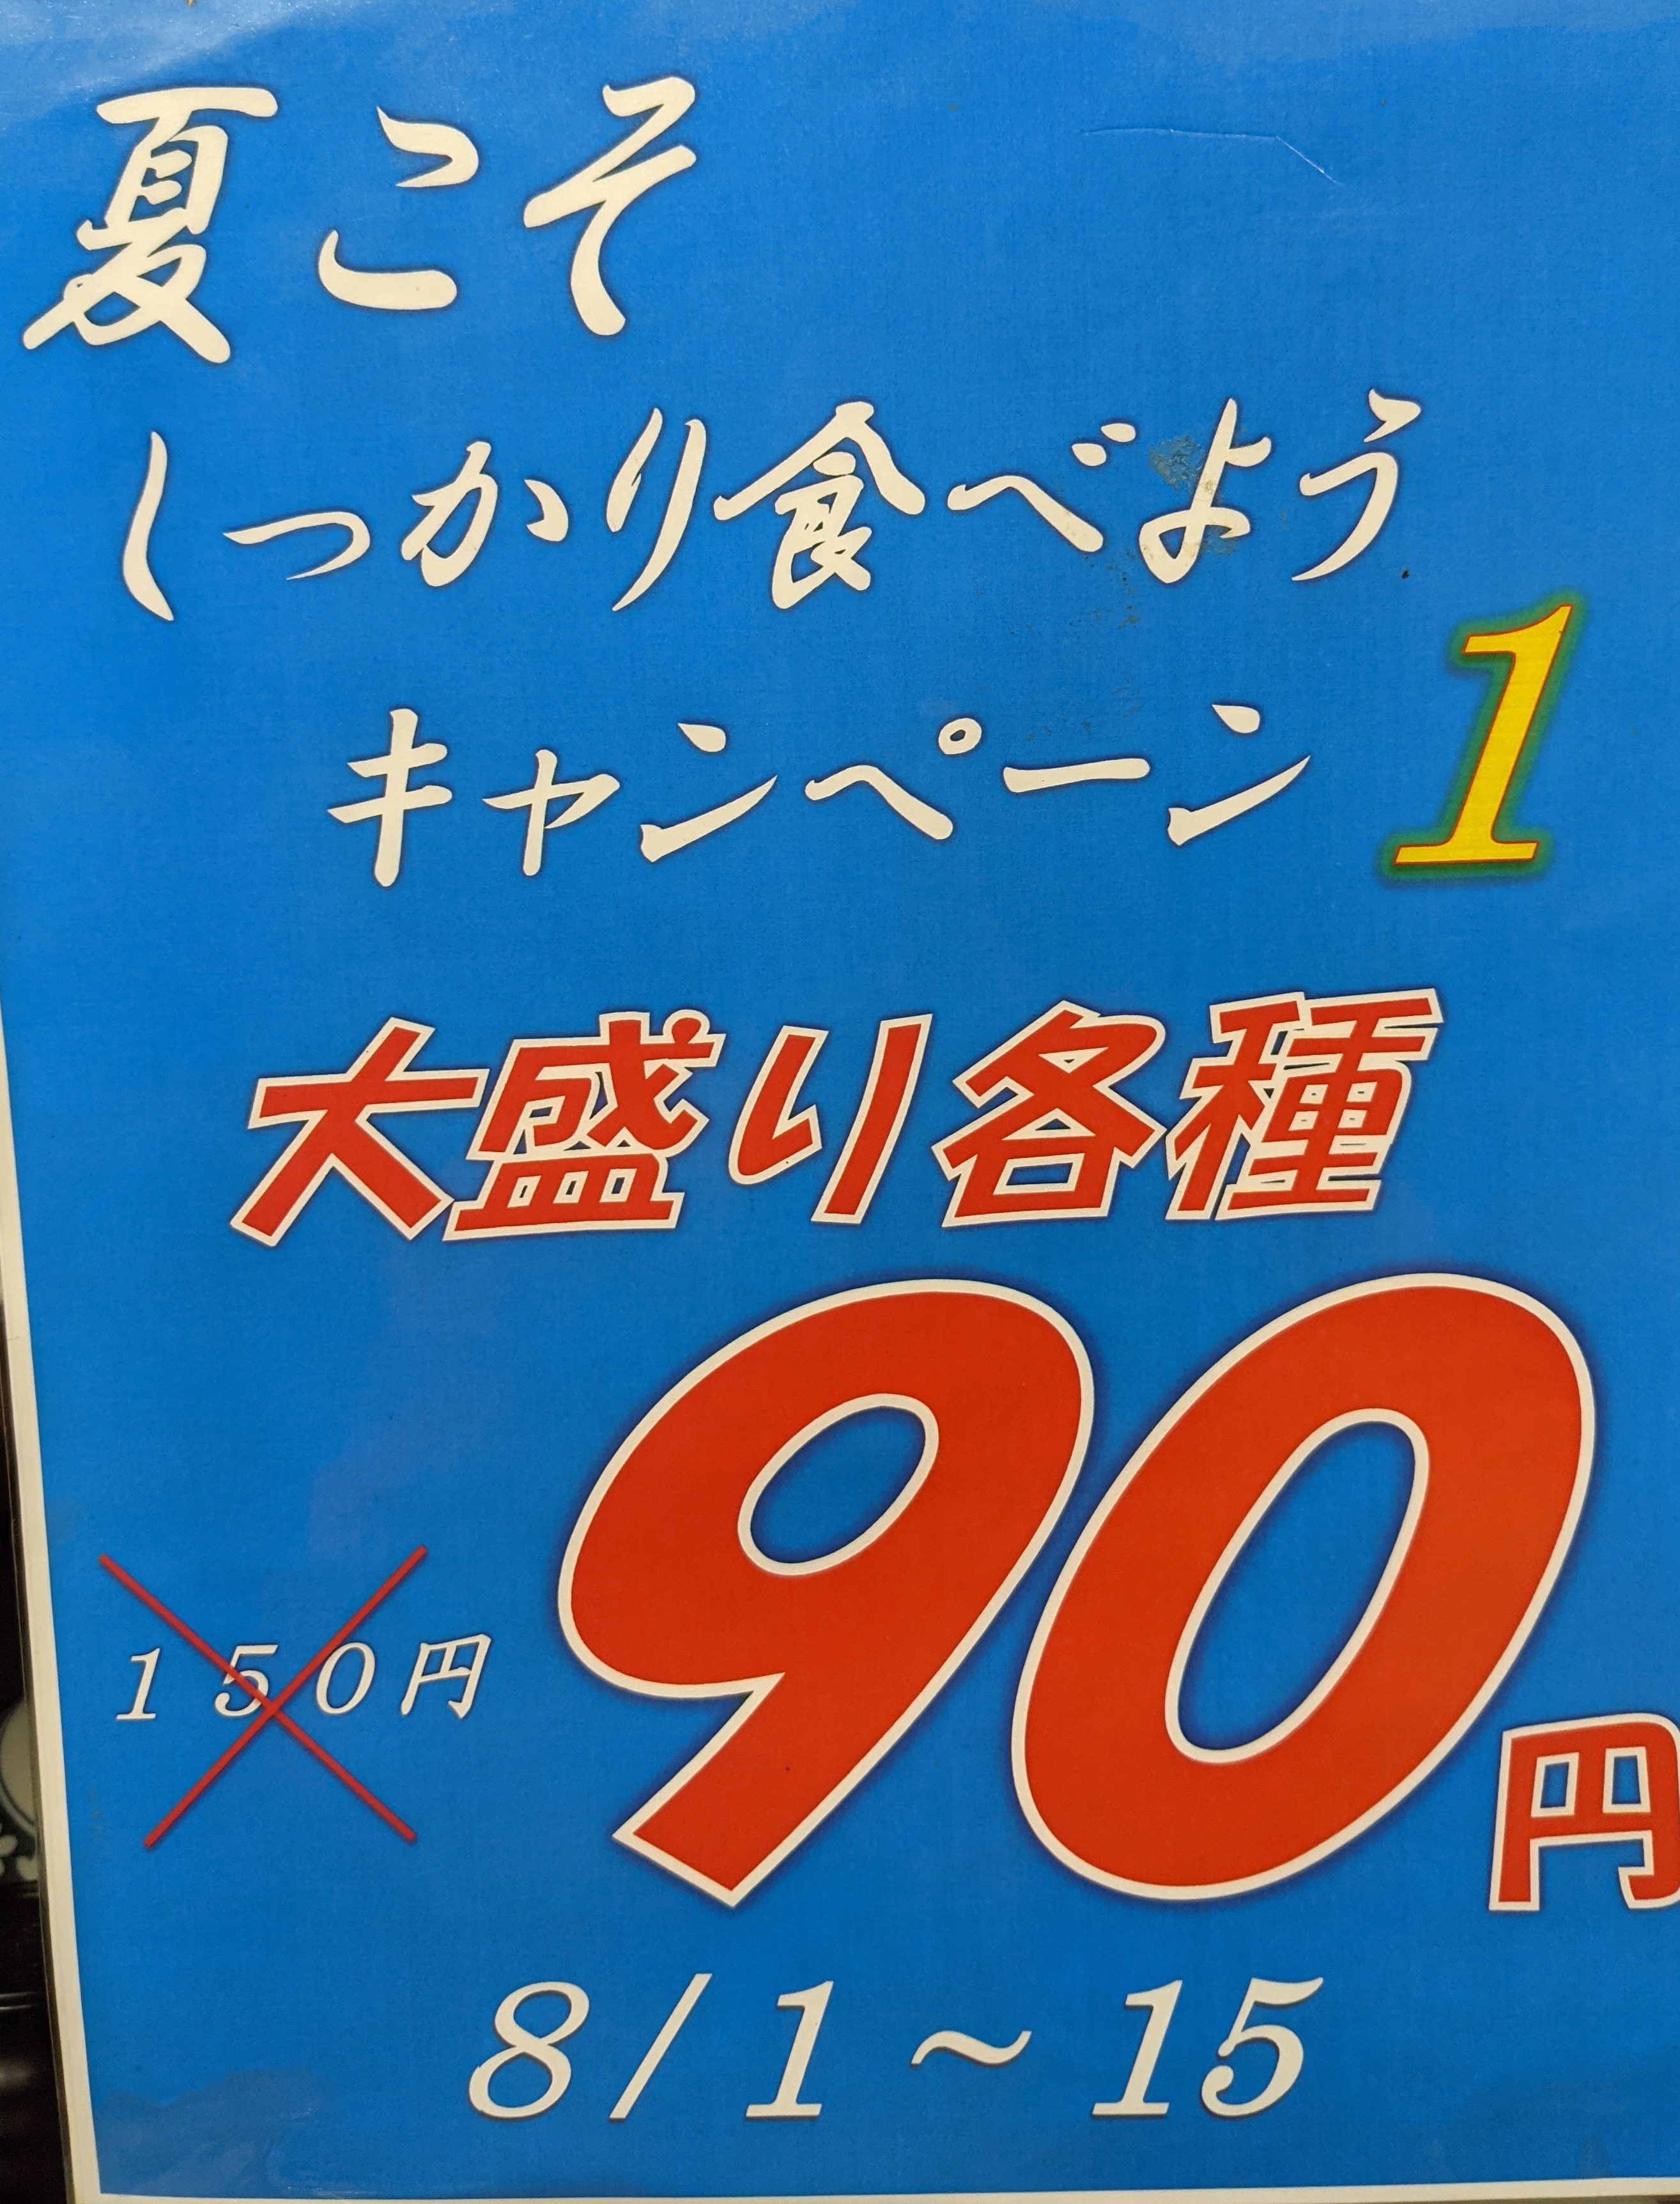 夏こそ
しっかり食べよう
キャンペーン1
大盛り各種
150円
90円
8/1～15